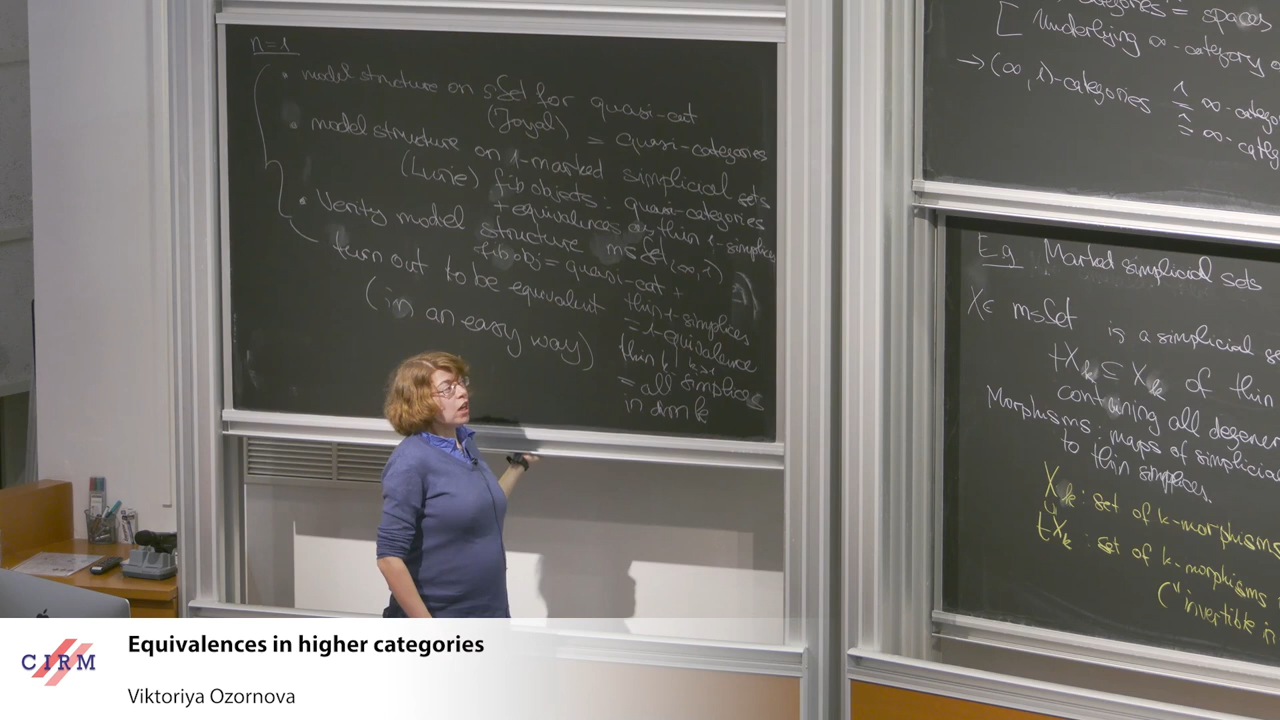 n=1
• model structure on sSet for quasi-cat
(Joyal) = quasi-categories
• model structure on 1-marked simplicial sets
(Lurie) fib objects: quasi-categories
+ equivalences as thin 1-simplices
• Verity model structure msSet(∞,1)
fib obj = quasi-cat +
thin 1-simplices
= 1-equivalence
thin k, k>1
= all simplices
in dim k
turn out to be equivalent
(in an easy way)
categories = spaces
[ Underlying ∞-category
→ (∞,1)-categories ≙ ∞-categ
≙ ∞-cate
E.g. Marked simplicial sets
X ∈ msSet is a simplicial
tX_k ⊆ X_k of thin
containing all degener
Morphisms: maps of simplicial
to thin simplices.
X_k : set of k-morphisms
tX_k : set of k-morphisms
("invertible in
CIRM
Equivalences in higher categories
Viktoriya Ozornova